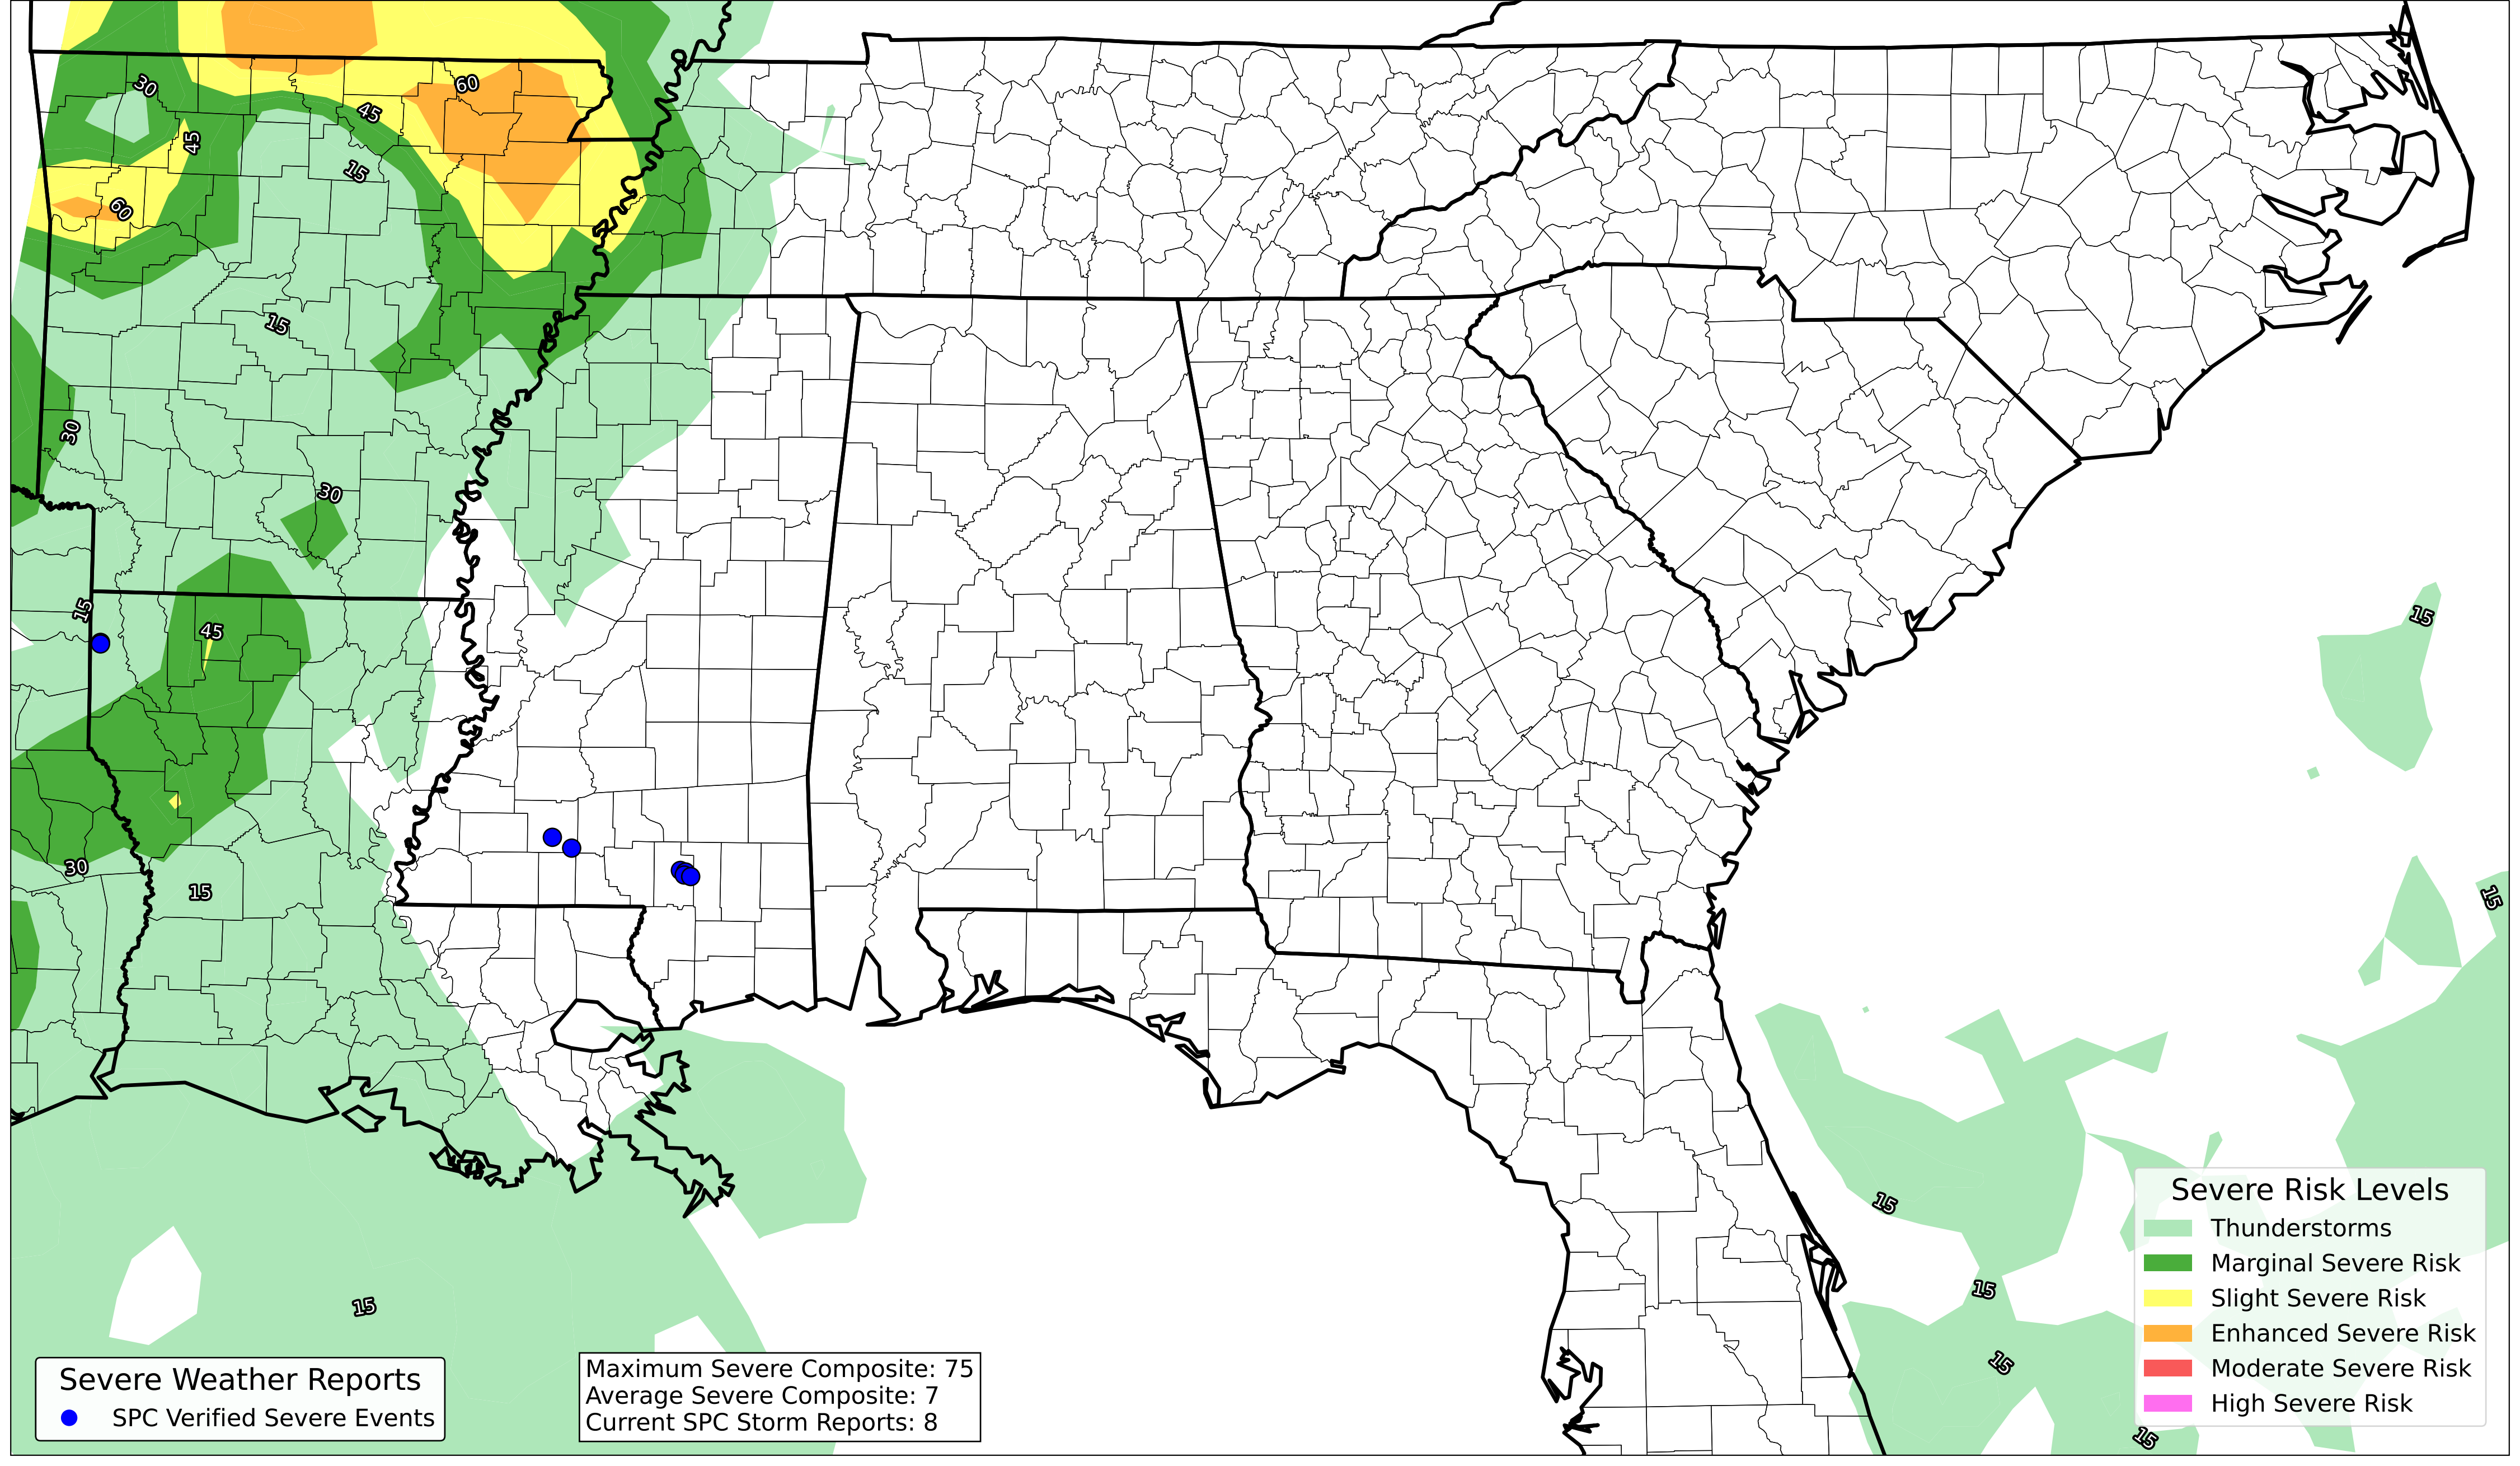 60
30
45
45
15
60
15
30
30
15
15
45
30
15
15
15
15
15
15
15
Severe Risk Levels
Thunderstorms
Marginal Severe Risk
Slight Severe Risk
Enhanced Severe Risk
Moderate Severe Risk
High Severe Risk
Severe Weather Reports
SPC Verified Severe Events
Maximum Severe Composite: 75
Average Severe Composite: 7
Current SPC Storm Reports: 8
15